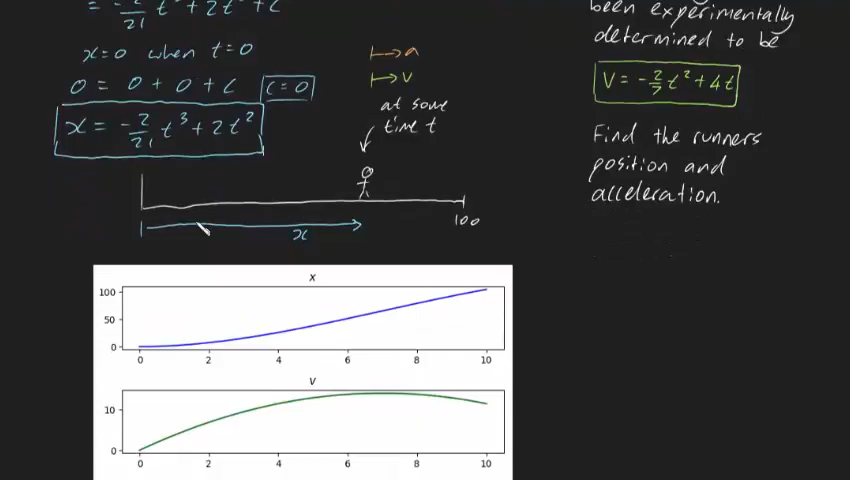 = -2/21 t³ + 2t² + C
x=0 when t=0
0 = 0 + 0 + C C=0
x = -2/21 t³ + 2t²
a
v
at some
time t
100
x
been experimentally
determined to be
V = -2/7 t² + 4t
Find the runners
position and
acceleration.
x
100
50
0
0 2 4 6 8 10
v
10
0
0 2 4 6 8 10